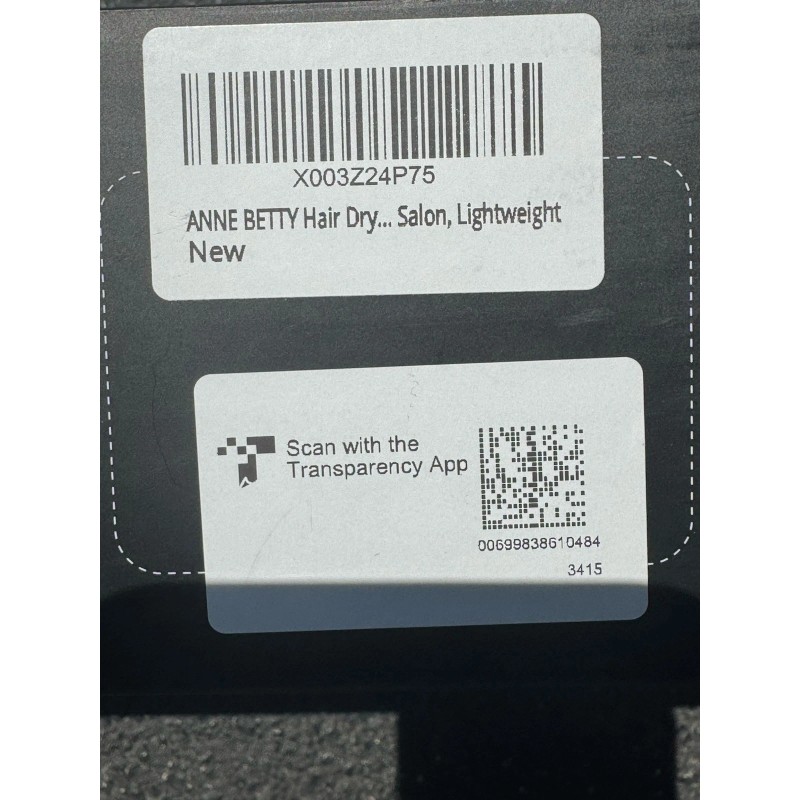 X003Z24P75
ANNE BETTY Hair Dry... Salon, Lightweight
New
Scan with the
Transparency App
00699838610484
3415